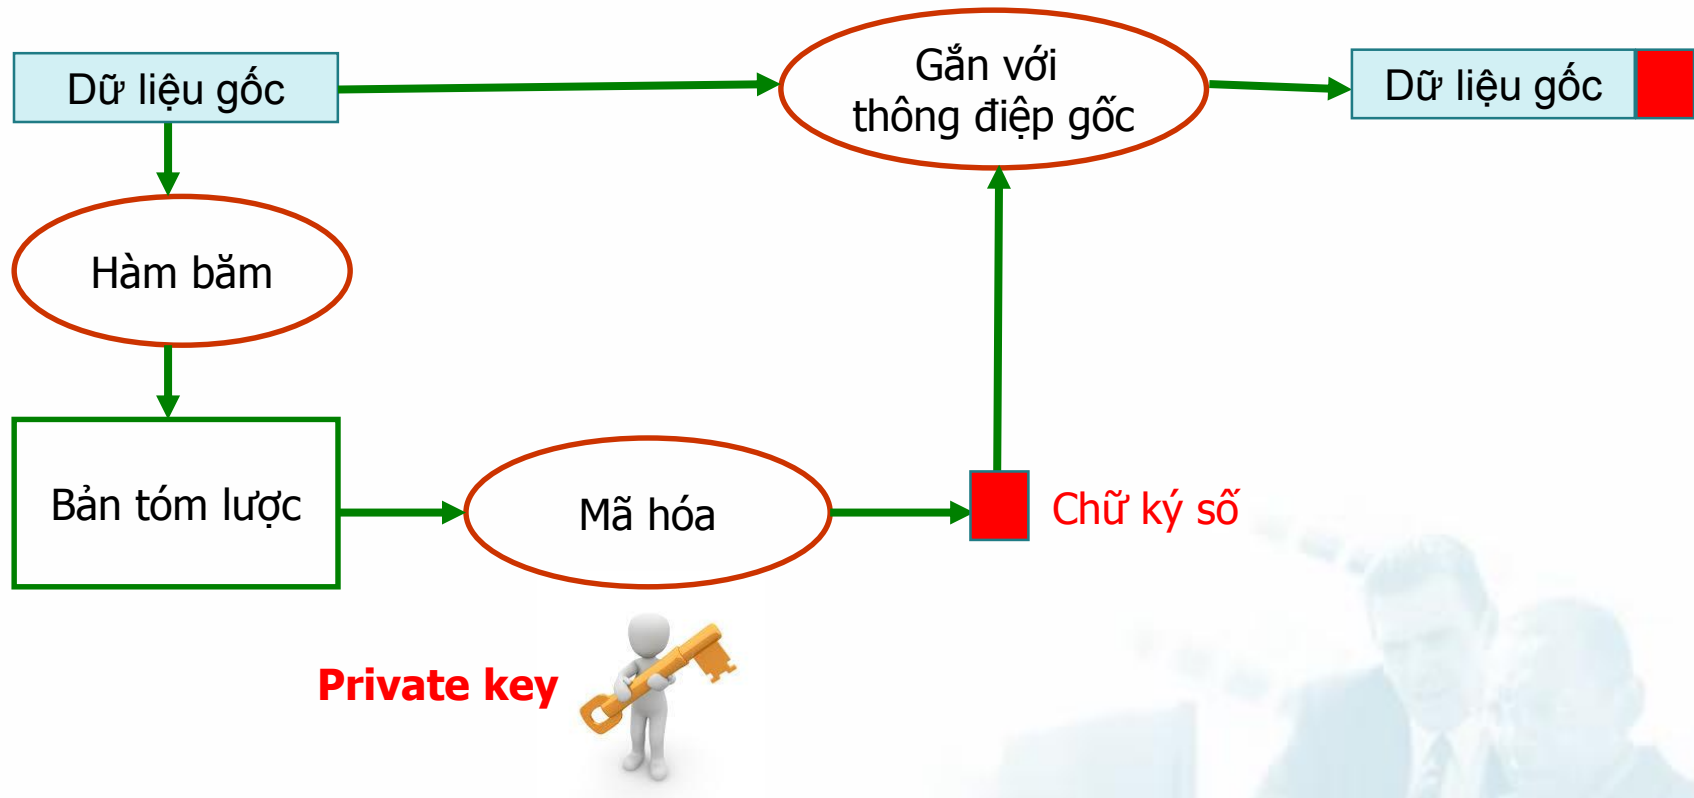 Dữ liệu gốc
Gắn với
thông điệp gốc
Dữ liệu gốc
Hàm băm
Bản tóm lược
Mã hóa
Chữ ký số
Private key